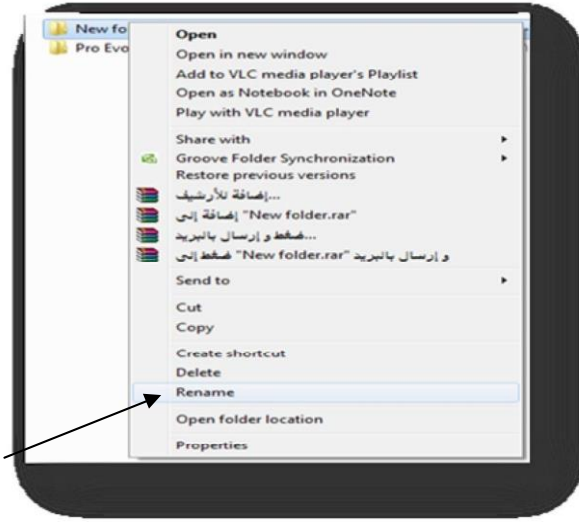 New fo
Pro Evo
Open
Open in new window
Add to VLC media player's Playlist
Open as Notebook in OneNote
Play with VLC media player
Share with
Groove Folder Synchronization
Restore previous versions
إضافة للأرشيف...
إضافة إلى "New folder.rar"
ضغط و إرسال بالبريد...
ضغط إلى "New folder.rar" و إرسال بالبريد
Send to
Cut
Copy
Create shortcut
Delete
Rename
Open folder location
Properties